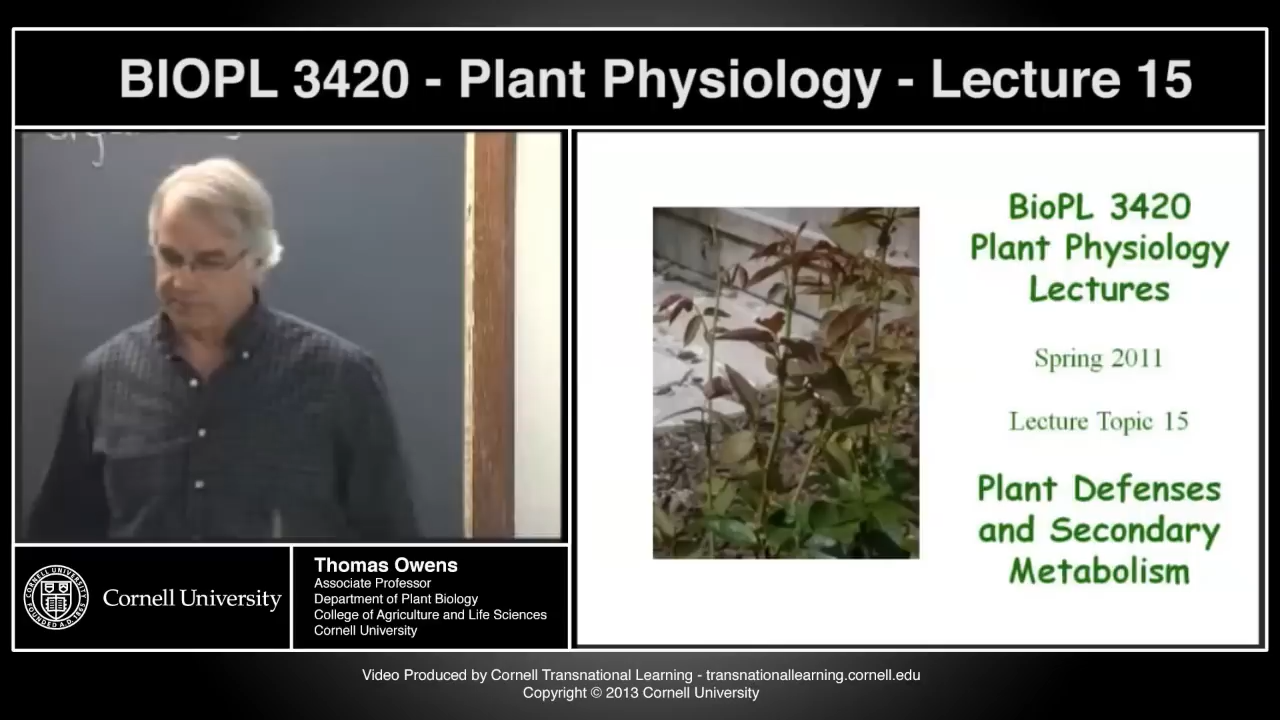 BIOPL 3420 - Plant Physiology - Lecture 15
BioPL 3420
Plant Physiology
Lectures
Spring 2011
Lecture Topic 15
Plant Defenses
and Secondary
Metabolism
Cornell University
Thomas Owens
Associate Professor
Department of Plant Biology
College of Agriculture and Life Sciences
Cornell University
Video Produced by Cornell Transnational Learning - transnationallearning.cornell.edu
Copyright © 2013 Cornell University